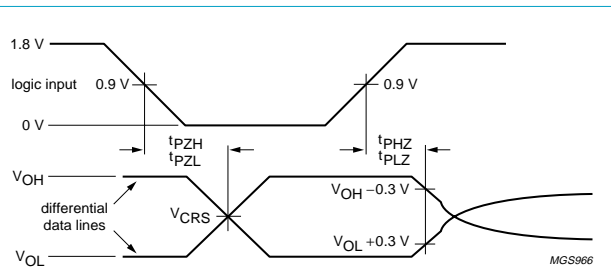 1.8 V
logic input
0.9 V
0.9 V
0 V
tPZH
tPZL
tPHZ
tPLZ
VOH
VOH −0.3 V
differential
data lines
VCRS
VOL +0.3 V
VOL
MGS966